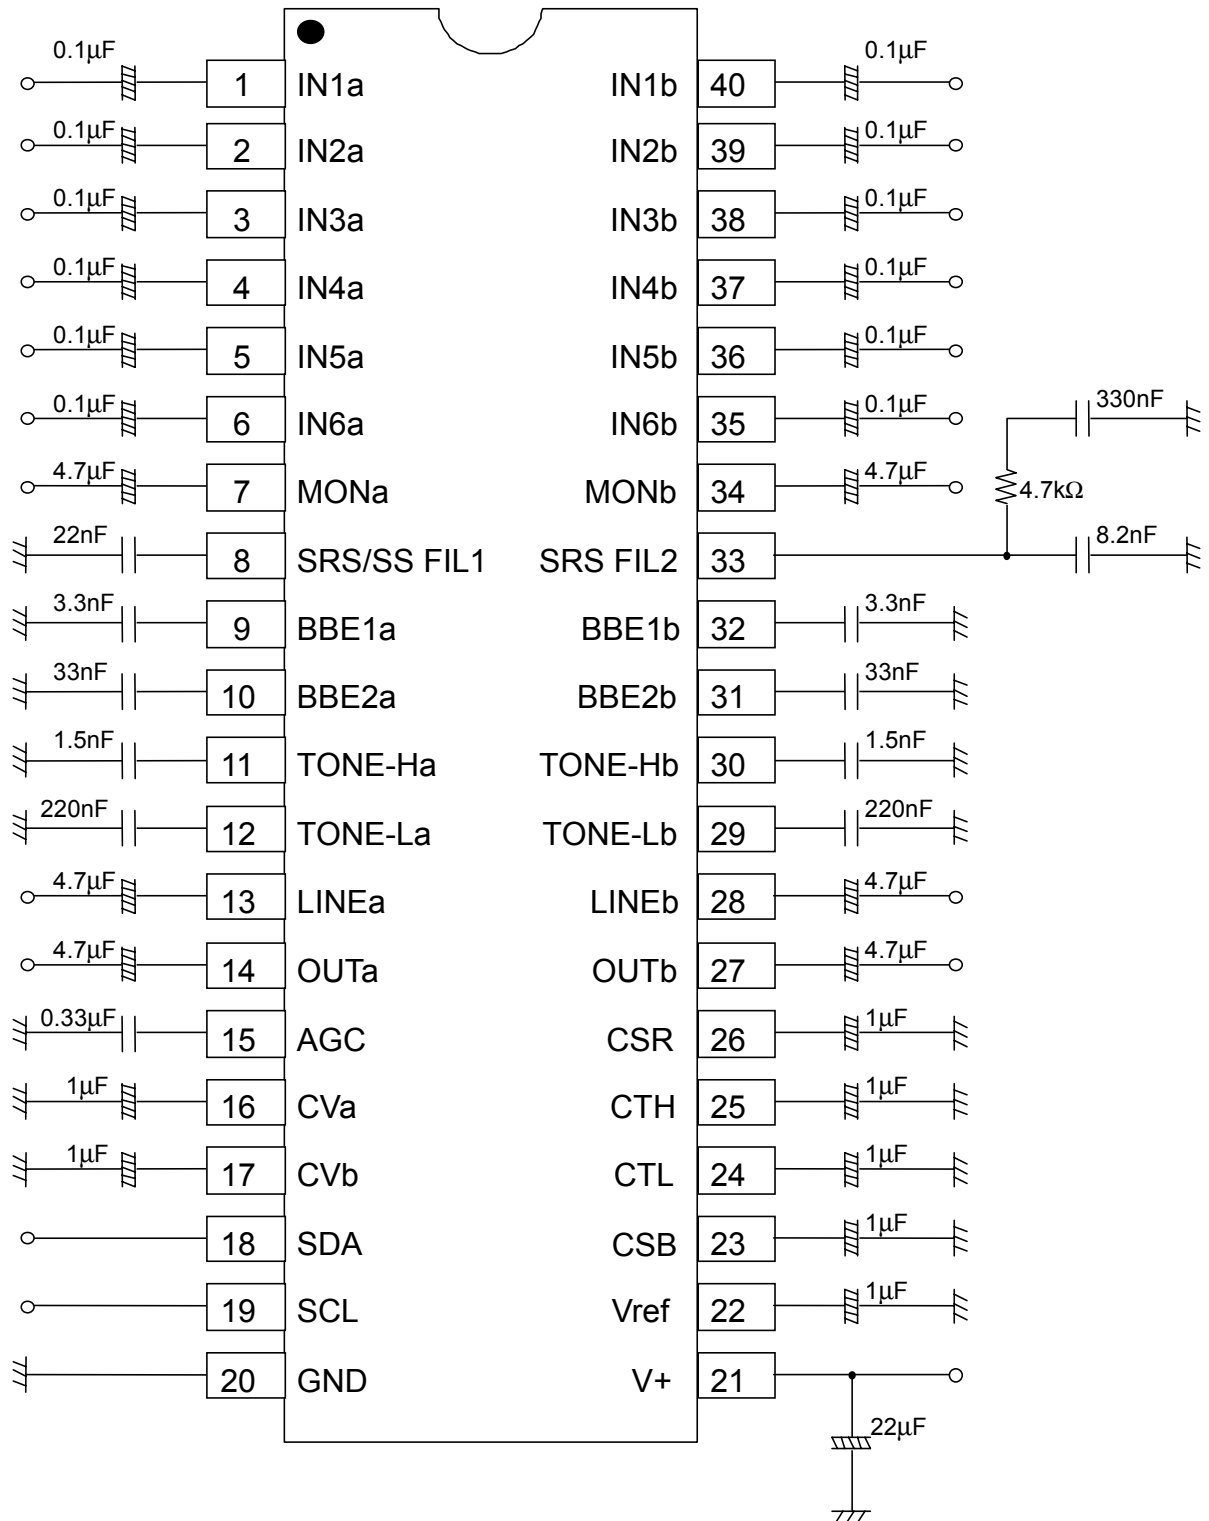 0.1µF 1 IN1a IN1b 40 0.1µF
0.1µF 2 IN2a IN2b 39 0.1µF
0.1µF 3 IN3a IN3b 38 0.1µF
0.1µF 4 IN4a IN4b 37 0.1µF
0.1µF 5 IN5a IN5b 36 0.1µF
0.1µF 6 IN6a IN6b 35 0.1µF 330nF
4.7µF 7 MONa MONb 34 4.7µF 4.7kΩ
22nF 8 SRS/SS FIL1 SRS FIL2 33 8.2nF
3.3nF 9 BBE1a BBE1b 32 3.3nF
33nF 10 BBE2a BBE2b 31 33nF
1.5nF 11 TONE-Ha TONE-Hb 30 1.5nF
220nF 12 TONE-La TONE-Lb 29 220nF
4.7µF 13 LINEa LINEb 28 4.7µF
4.7µF 14 OUTa OUTb 27 4.7µF
0.33µF 15 AGC CSR 26 1µF
1µF 16 CVa CTH 25 1µF
1µF 17 CVb CTL 24 1µF
18 SDA CSB 23 1µF
19 SCL Vref 22 1µF
20 GND V+ 21
22µF